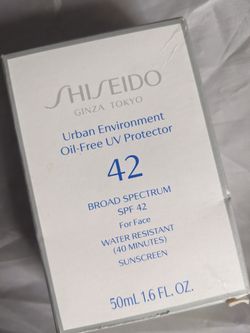 SHISEIDO
GINZA TOKYO
Urban Environment
Oil-Free UV Protector
42
BROAD SPECTRUM
SPF 42
For Face
WATER RESISTANT
(40 MINUTES)
SUNSCREEN
50mL 1.6 FL. OZ.